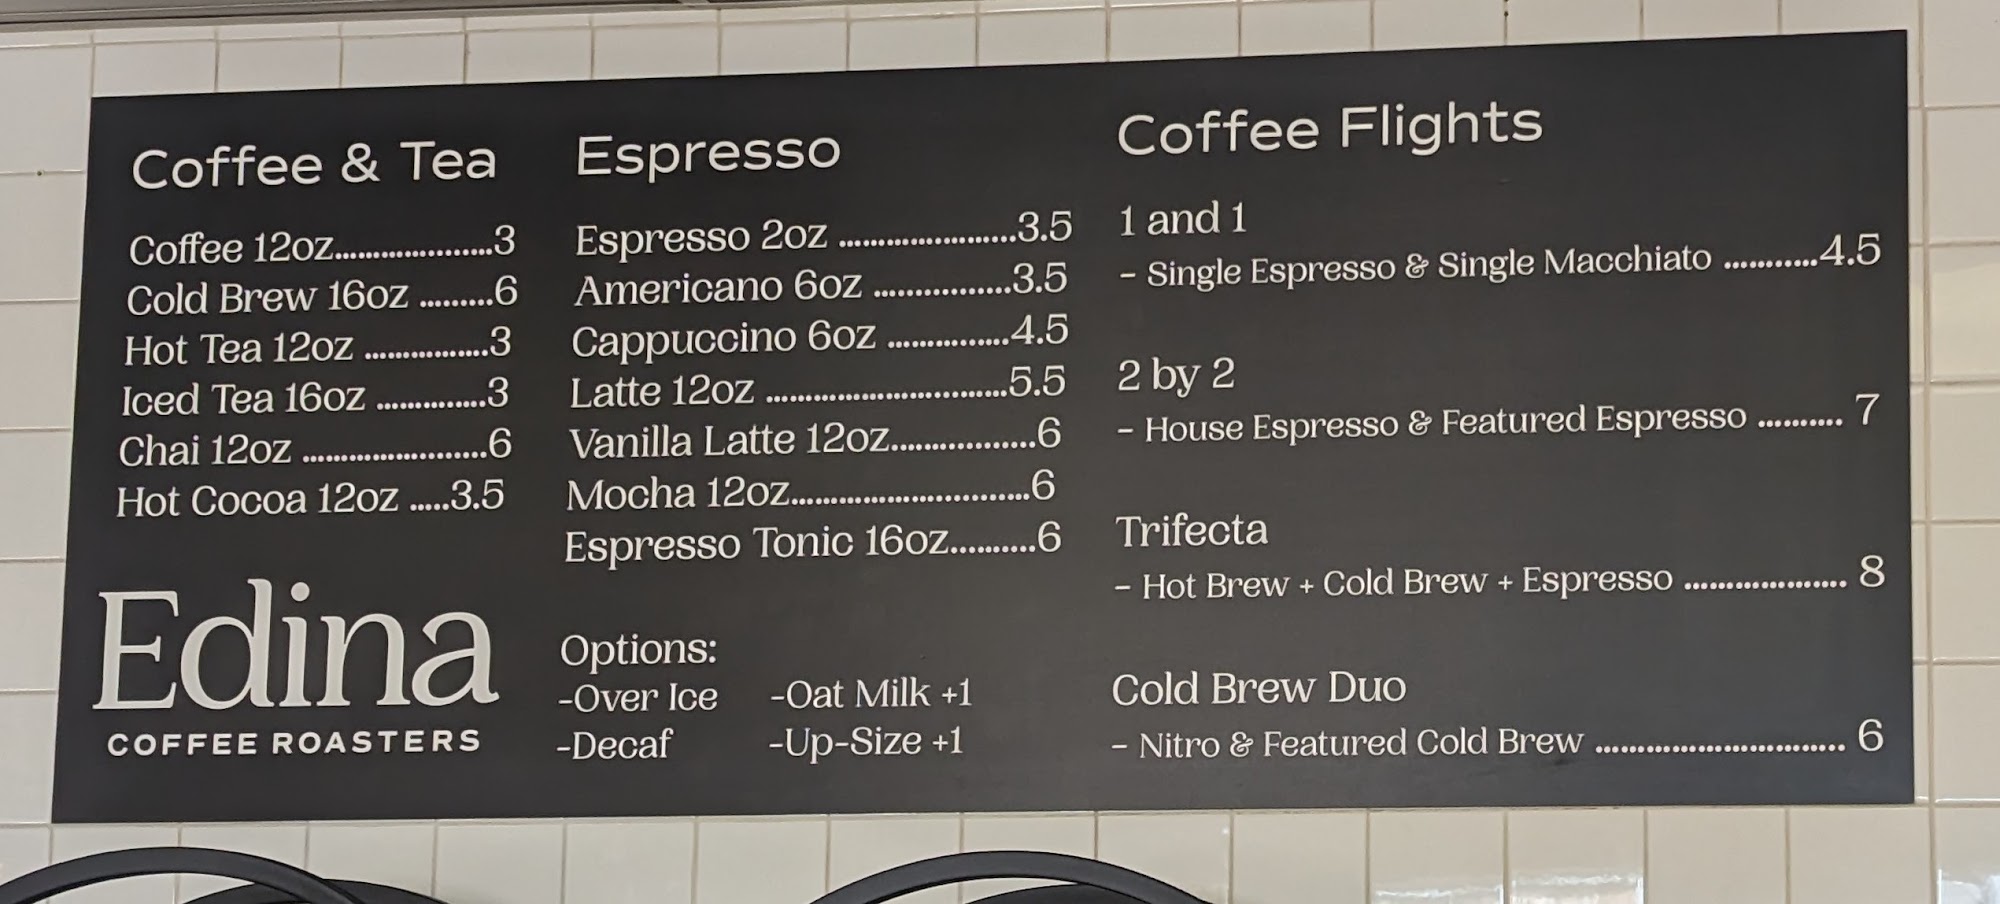 Coffee & Tea
Coffee 12oz.....................3
Cold Brew 16oz ..........6
Hot Tea 12oz .................3
Iced Tea 16oz ...............3
Chai 12oz .........................6
Hot Cocoa 12oz .....3.5
Edina
COFFEE ROASTERS
Espresso
Espresso 2oz ........................3.5
Americano 6oz .................3.5
Cappuccino 6oz ...............4.5
Latte 12oz .................................5.5
Vanilla Latte 12oz...................6
Mocha 12oz................................6
Espresso Tonic 16oz..........6
Options:
-Over Ice -Oat Milk +1
-Decaf -Up-Size +1
Coffee Flights
1 and 1
- Single Espresso & Single Macchiato ...........4.5
2 by 2
- House Espresso & Featured Espresso .......... 7
Trifecta
- Hot Brew + Cold Brew + Espresso .................... 8
Cold Brew Duo
- Nitro & Featured Cold Brew .............................. 6